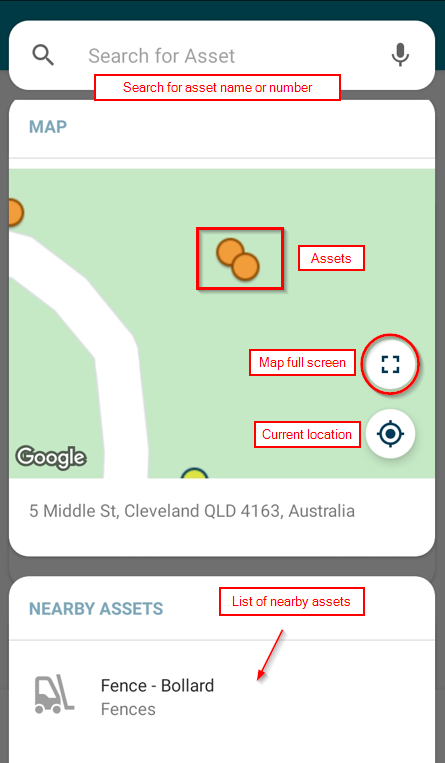 Search for Asset
Search for asset name or number
MAP
Assets
Map full screen
Current location
Google
5 Middle St, Cleveland QLD 4163, Australia
NEARBY ASSETS
List of nearby assets
Fence - Bollard
Fences